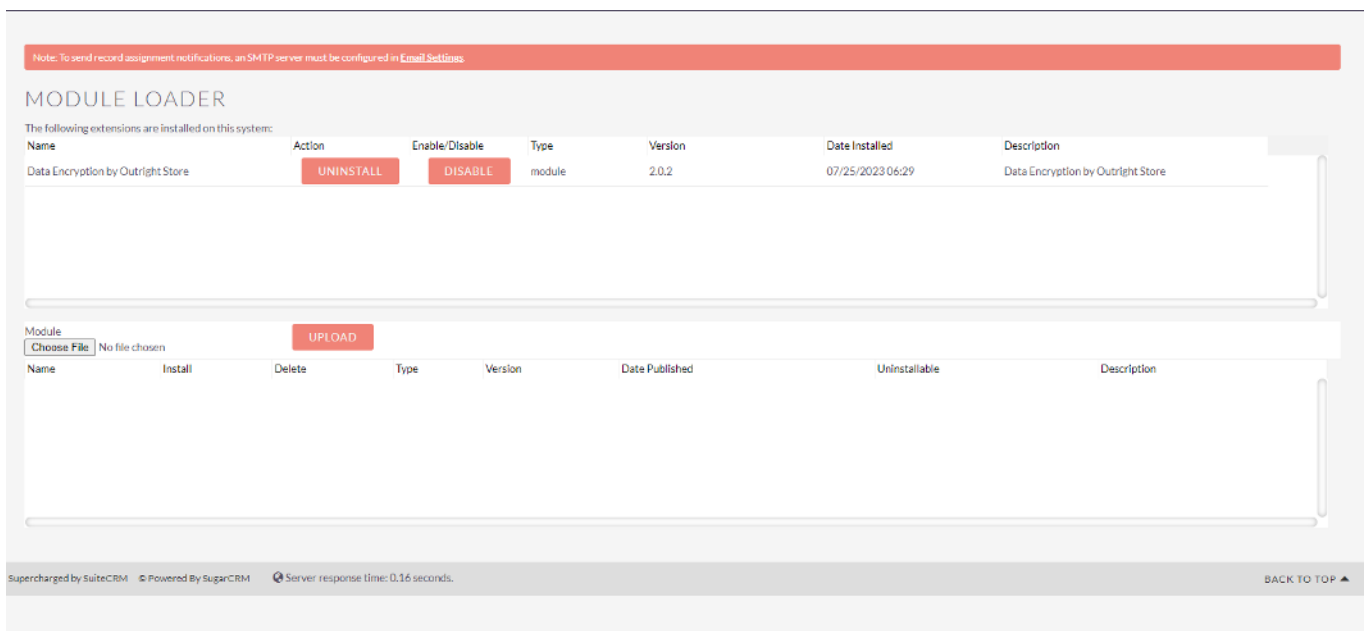 Note: To send record assignment notifications, an SMTP server must be configured in Email Settings.
MODULE LOADER
The following extensions are installed on this system:
Name Action Enable/Disable Type Version Date Installed Description
Data Encryption by Outright Store UNINSTALL DISABLE module 2.0.2 07/25/2023 06:29 Data Encryption by Outright Store
Module
Choose File No file chosen UPLOAD
Name Install Delete Type Version Date Published Uninstallable Description
Supercharged by SuiteCRM © Powered By SugarCRM Server response time: 0.16 seconds. BACK TO TOP